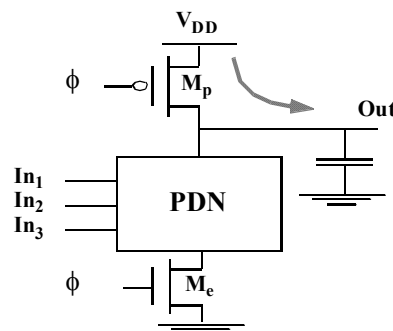 V_DD
ϕ
M_p
Out
In_1
In_2
In_3
PDN
ϕ
M_e